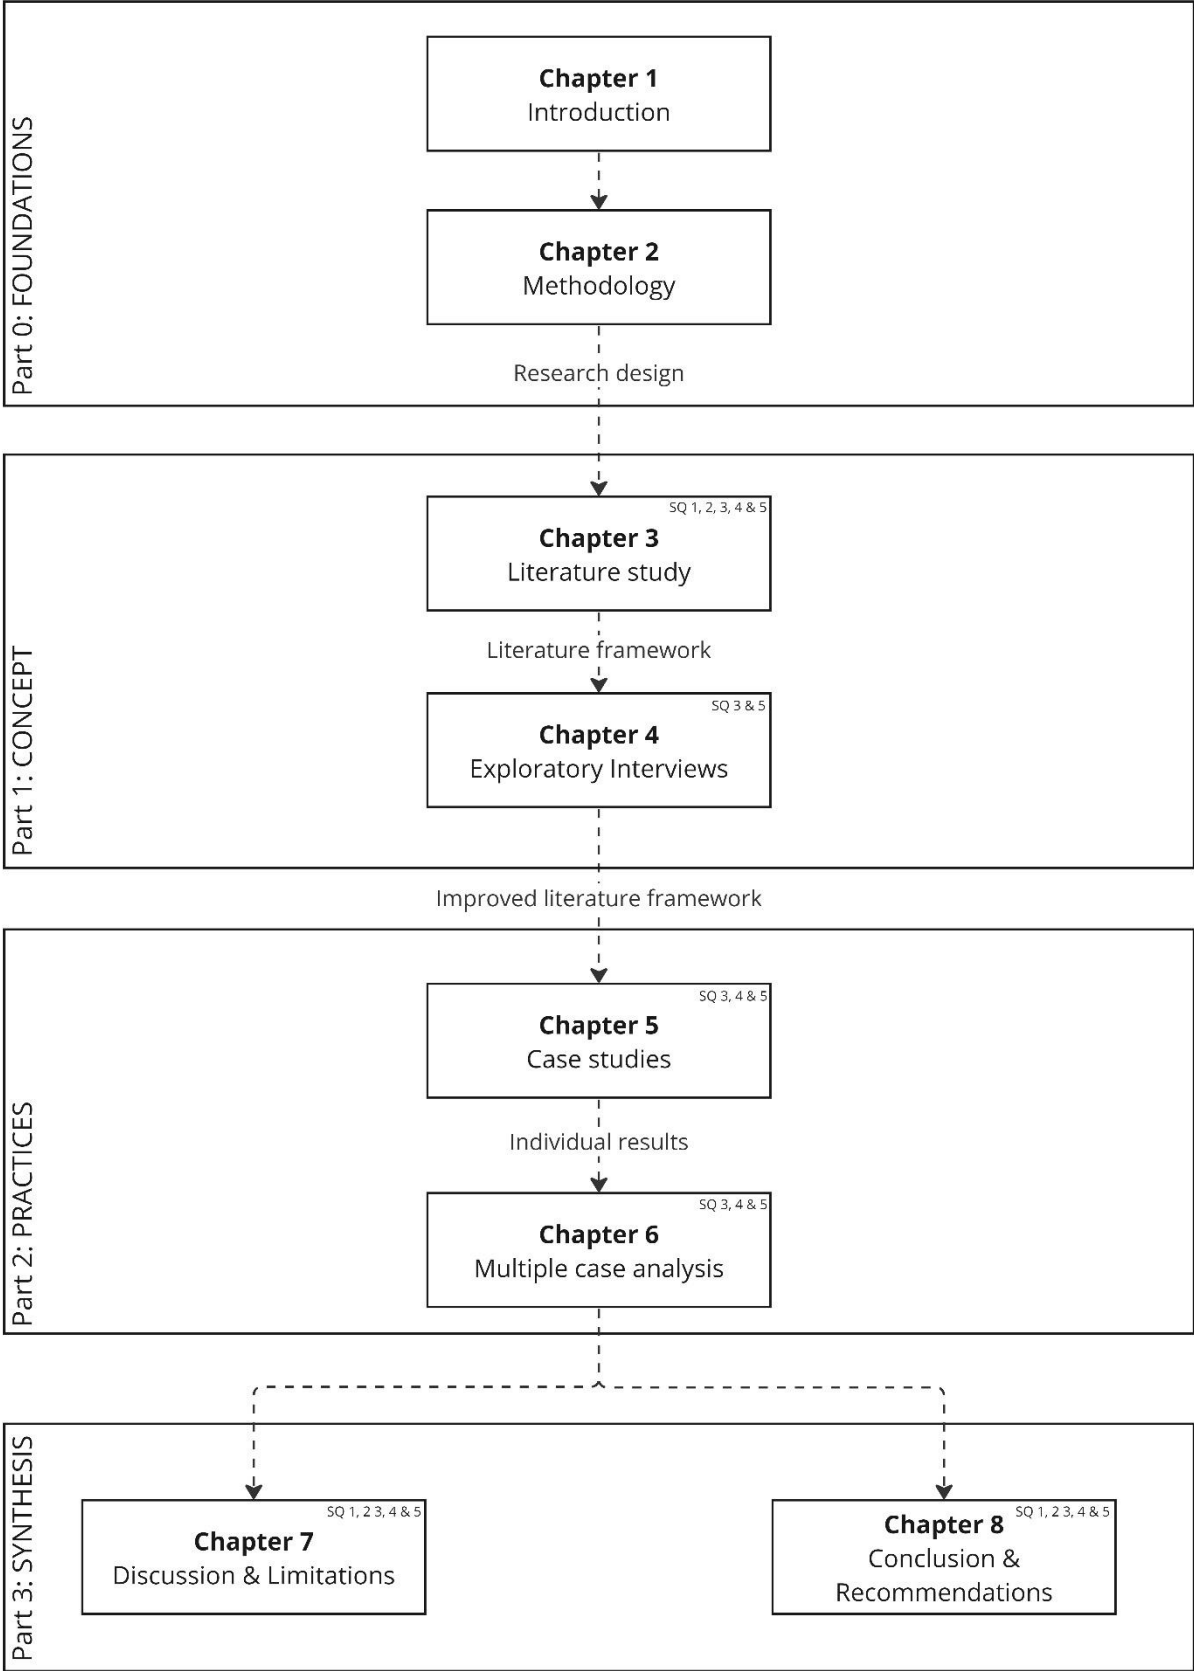 Part 0: FOUNDATIONS
Chapter 1
Introduction
Chapter 2
Methodology
Research design
Part 1: CONCEPT
SQ 1, 2, 3, 4 & 5
Chapter 3
Literature study
Literature framework
SQ 3 & 5
Chapter 4
Exploratory Interviews
Improved literature framework
Part 2: PRACTICES
SQ 3, 4 & 5
Chapter 5
Case studies
Individual results
SQ 3, 4 & 5
Chapter 6
Multiple case analysis
Part 3: SYNTHESIS
SQ 1, 2 3, 4 & 5
Chapter 7
Discussion & Limitations
SQ 1, 2 3, 4 & 5
Chapter 8
Conclusion &
Recommendations